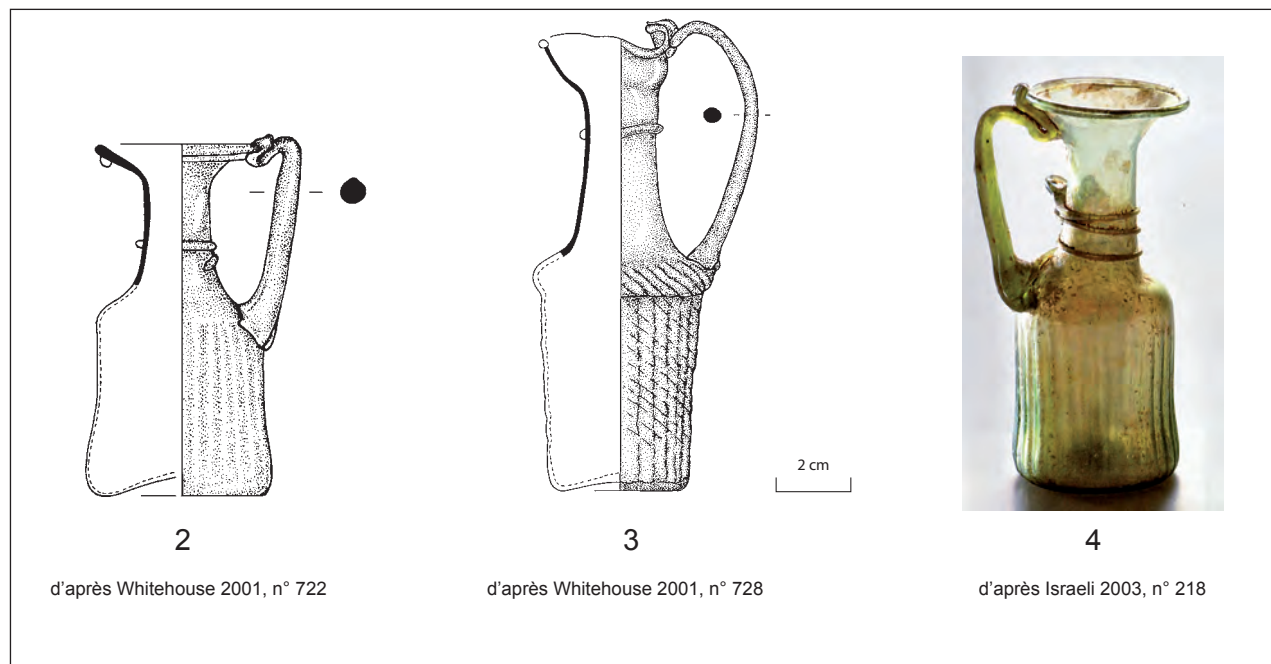 2 cm
2
3
4
d'après Whitehouse 2001, n° 722
d'après Whitehouse 2001, n° 728
d'après Israeli 2003, n° 218